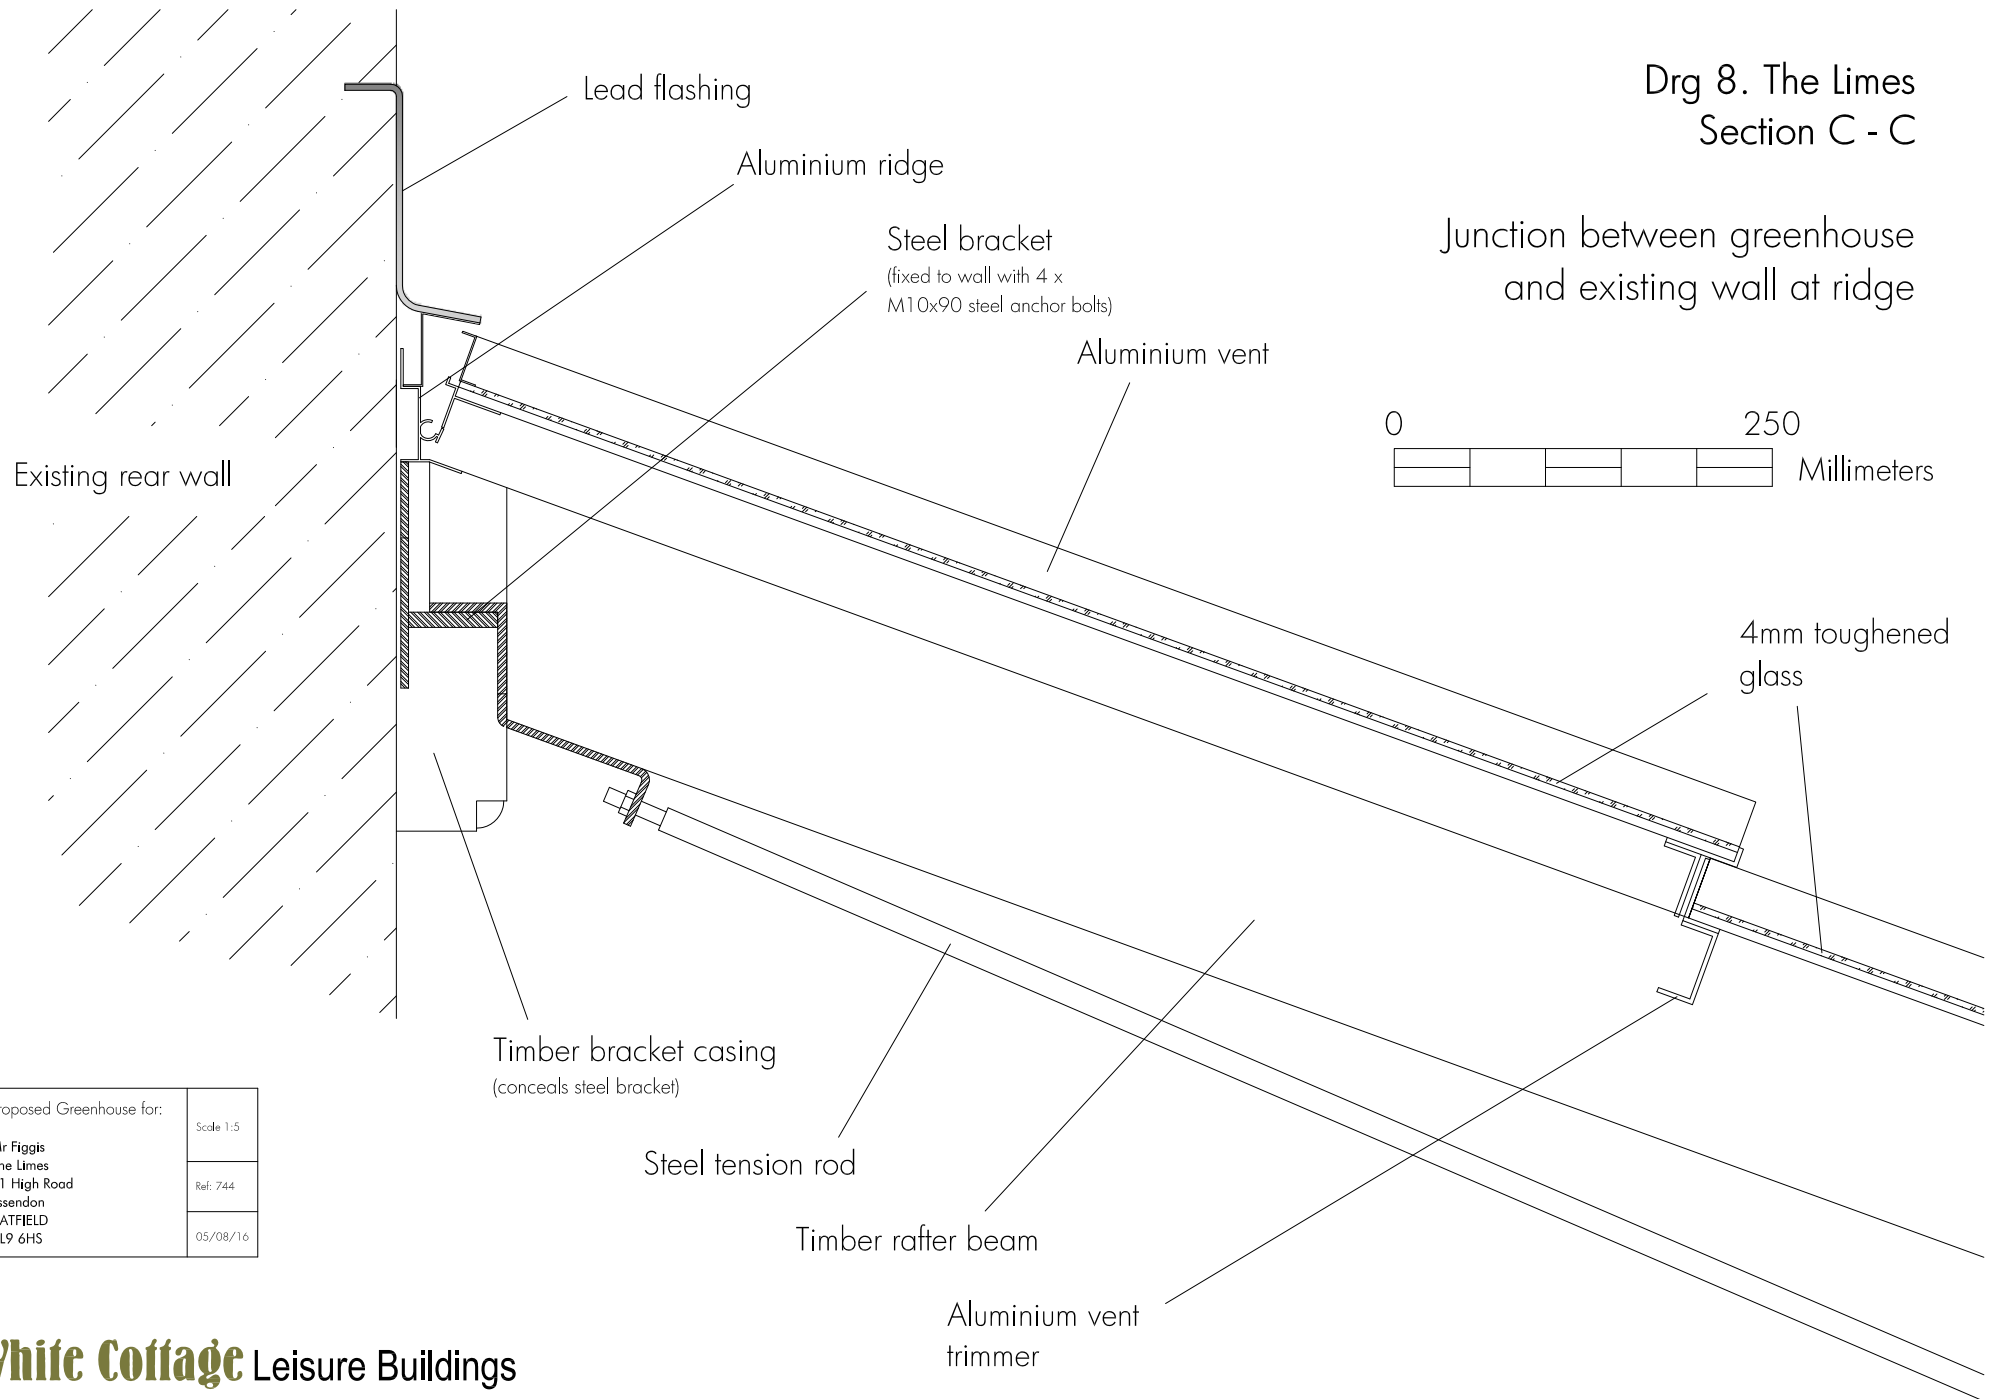 Drg 8. The Limes
Section C - C
Junction between greenhouse
and existing wall at ridge
Lead flashing
Aluminium ridge
Steel bracket
(fixed to wall with 4 x
M10x90 steel anchor bolts)
Aluminium vent
0 250
Millimeters
Existing rear wall
4mm toughened
glass
Timber bracket casing
(conceals steel bracket)
Steel tension rod
Timber rafter beam
Aluminium vent
trimmer
roposed Greenhouse for:
r Figgis
ne Limes
1 High Road
ssendon
ATFIELD
L9 6HS
Scale 1:5
Ref: 744
05/08/16
White Cottage Leisure Buildings